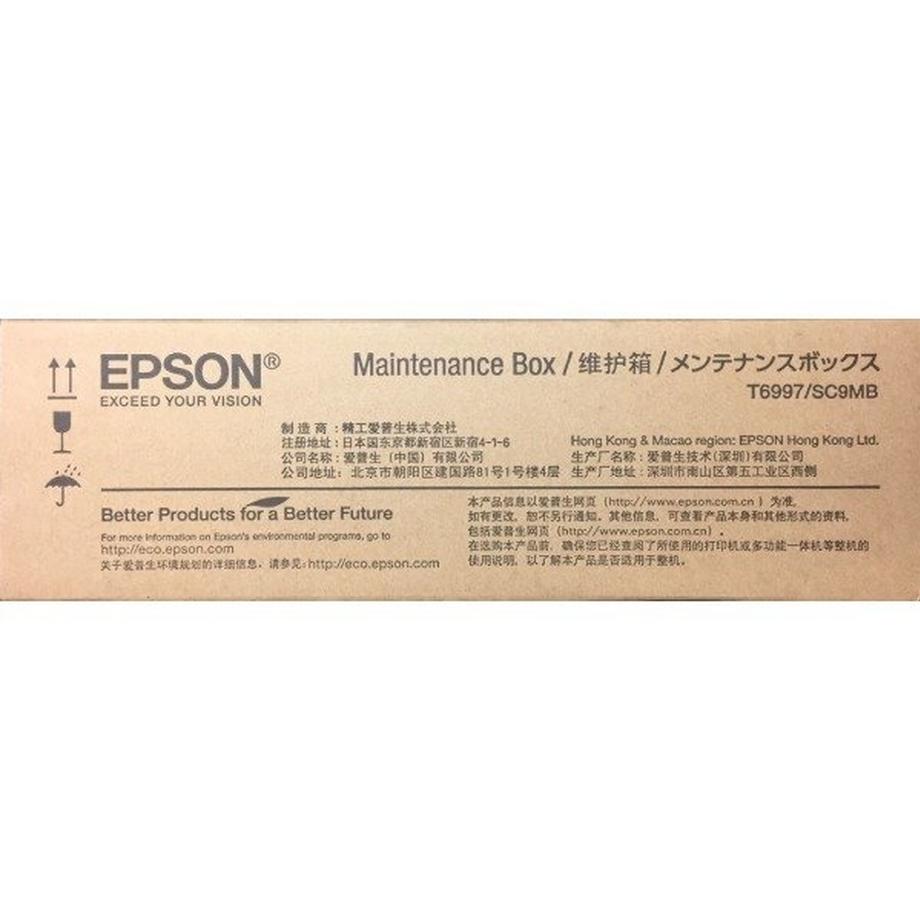 EPSON®
EXCEED YOUR VISION
Maintenance Box / 维护箱 / メンテナンスボックス
T6997/SC9MB
制 造 商 : 精工爱普生株式会社
注册地址: 日本国东京都新宿区新宿4-1-6
公司名称: 爱普生（中国）有限公司
公司地址: 北京市朝阳区建国路81号1号楼4层
Hong Kong & Macao region: EPSON Hong Kong Ltd.
生产厂名称: 爱普生技术(深圳)有限公司
生产厂地址: 深圳市南山区第五工业区西侧
Better Products for a Better Future
For more information on Epson's environmental programs, go to
http://eco.epson.com
关于爱普生环境规划的详细信息，请参见:http://eco.epson.com
本产品信息以爱普生网页（http://www.epson.com.cn ）为准,
如有更改，恕不另行通知。其他信息，可查看产品本身和其他形式的资料,
包括爱普生网页（http://www.epson.com.cn）。
在选购本产品前，确保您已经查阅了所使用的打印机或多功能一体机等整机的
使用说明，以了解本产品是否适用于整机。